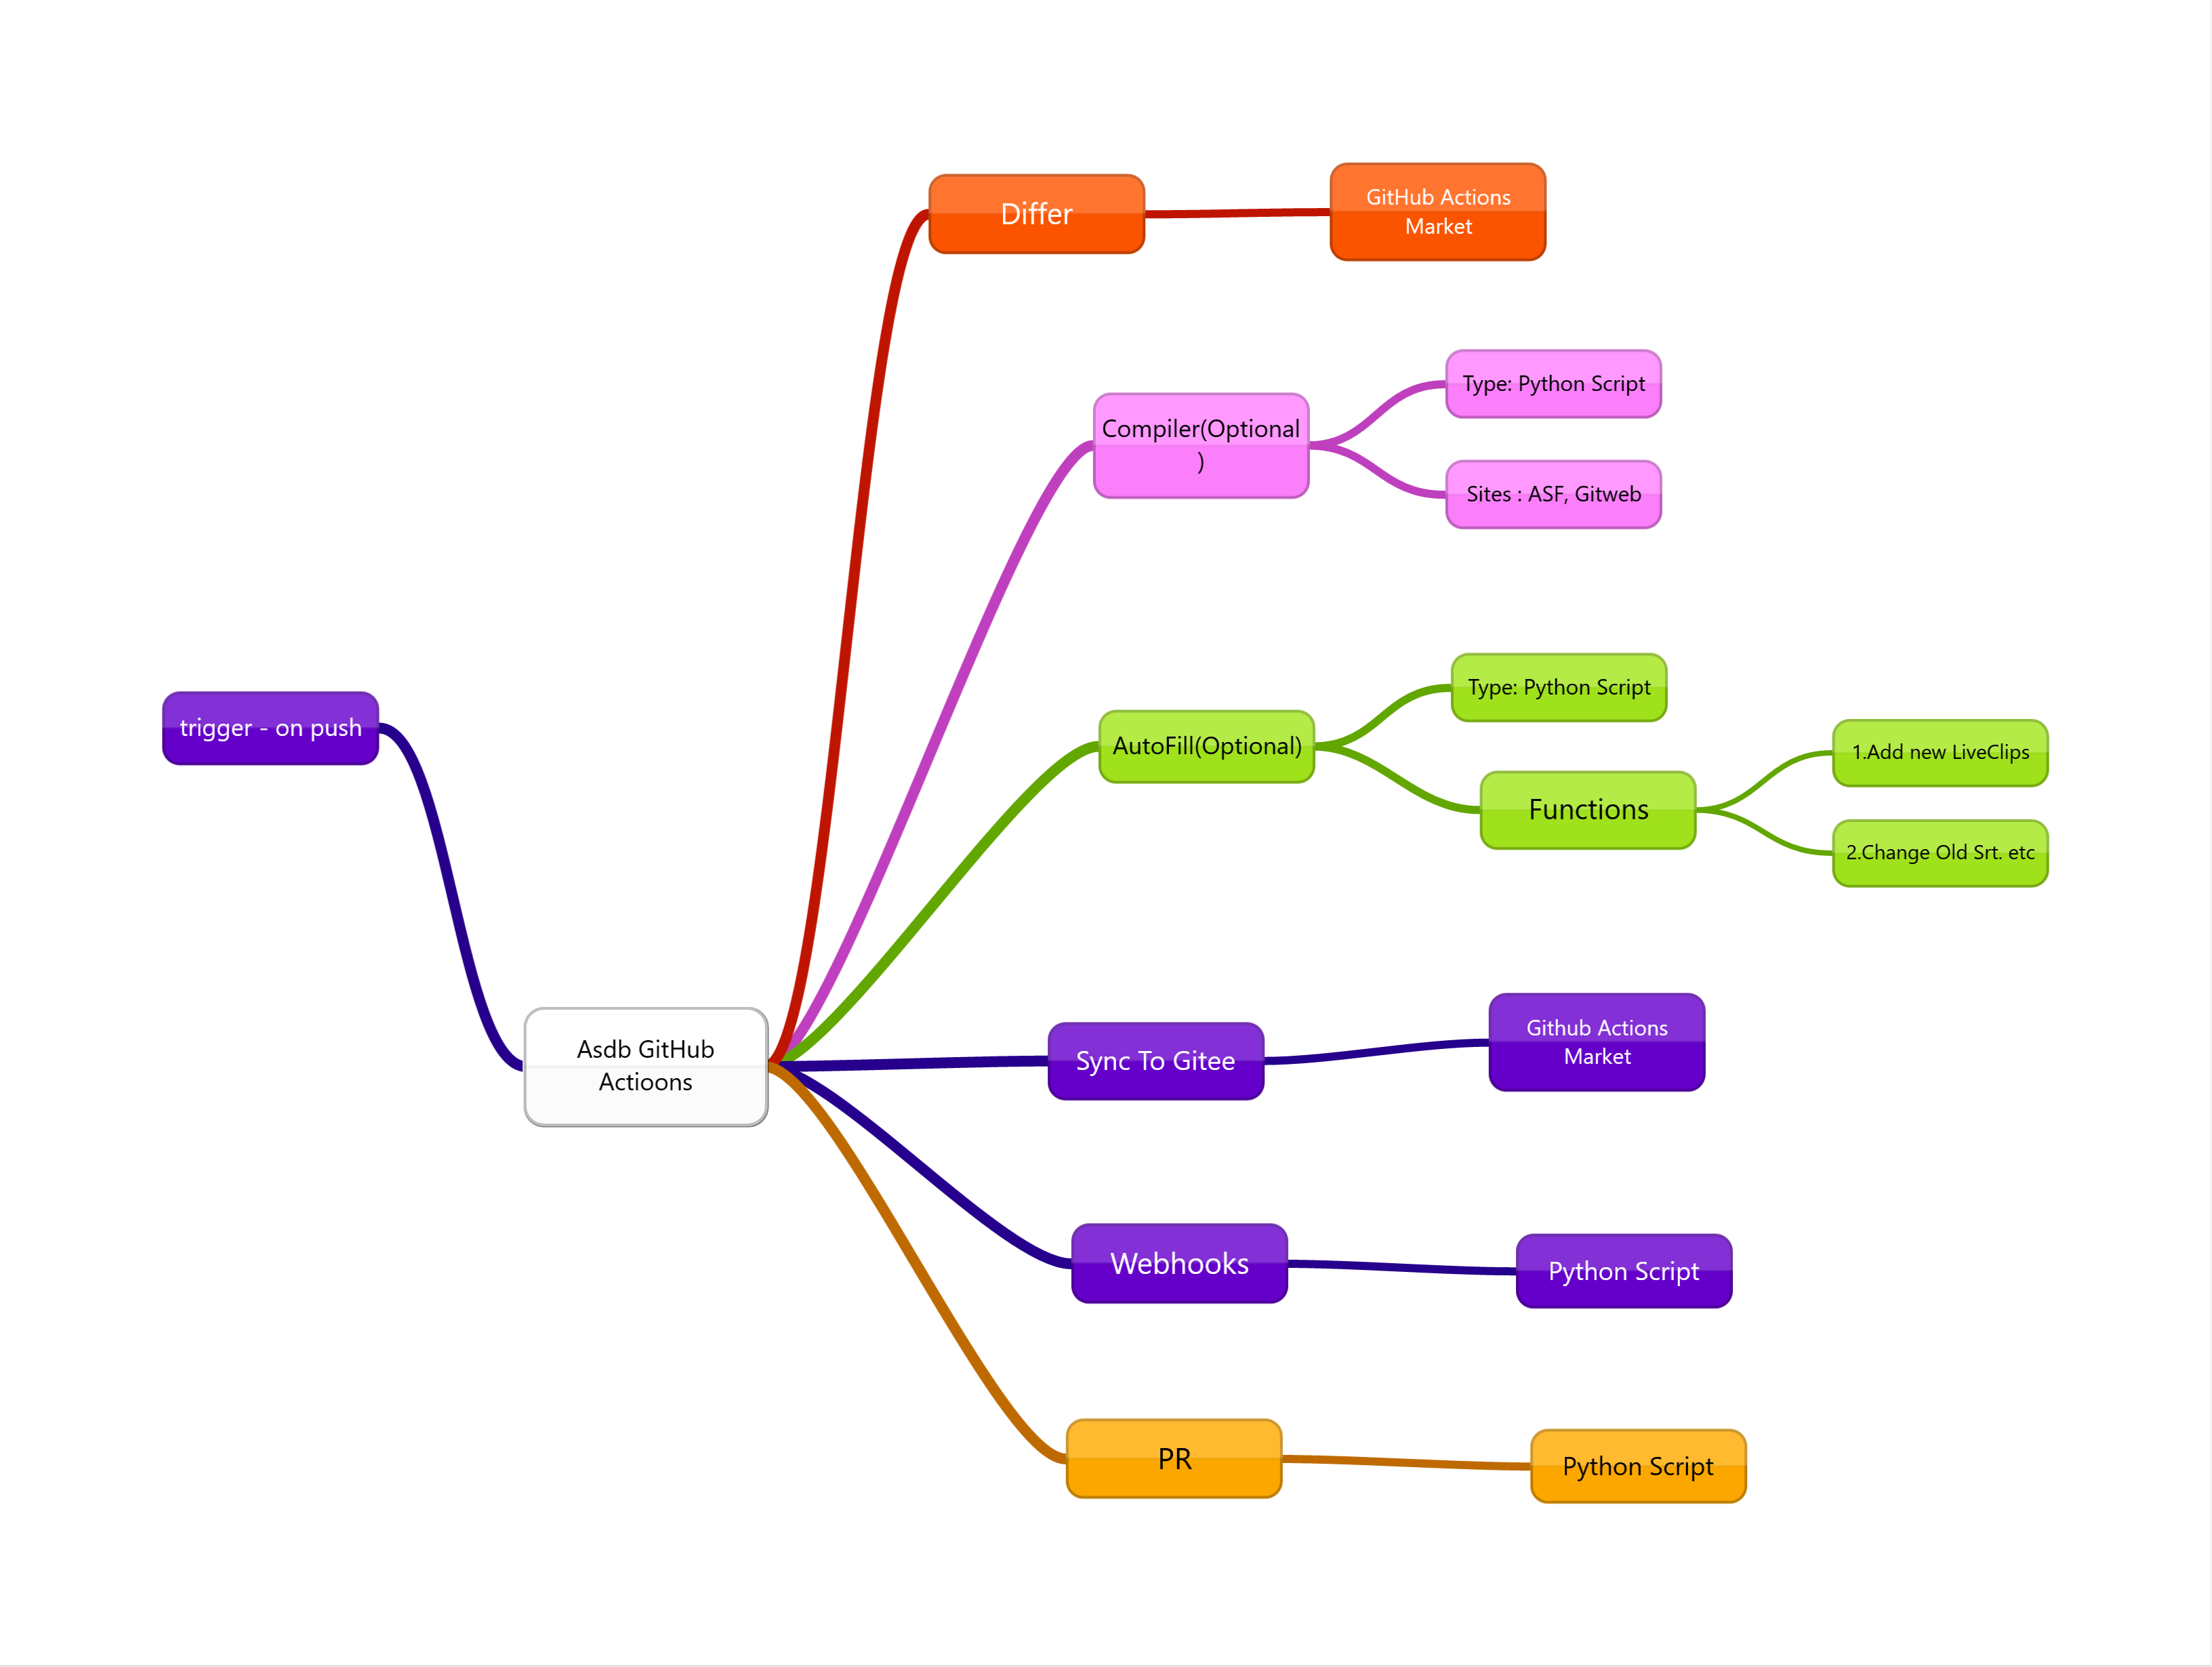 Differ
GitHub Actions
Market
Type: Python Script
Compiler(Optional
)
Sites : ASF, Gitweb
Type: Python Script
trigger - on push
AutoFill(Optional)
1.Add new LiveClips
Functions
2.Change Old Srt. etc
Asdb GitHub
Actioons
Sync To Gitee
Github Actions
Market
Webhooks
Python Script
PR
Python Script